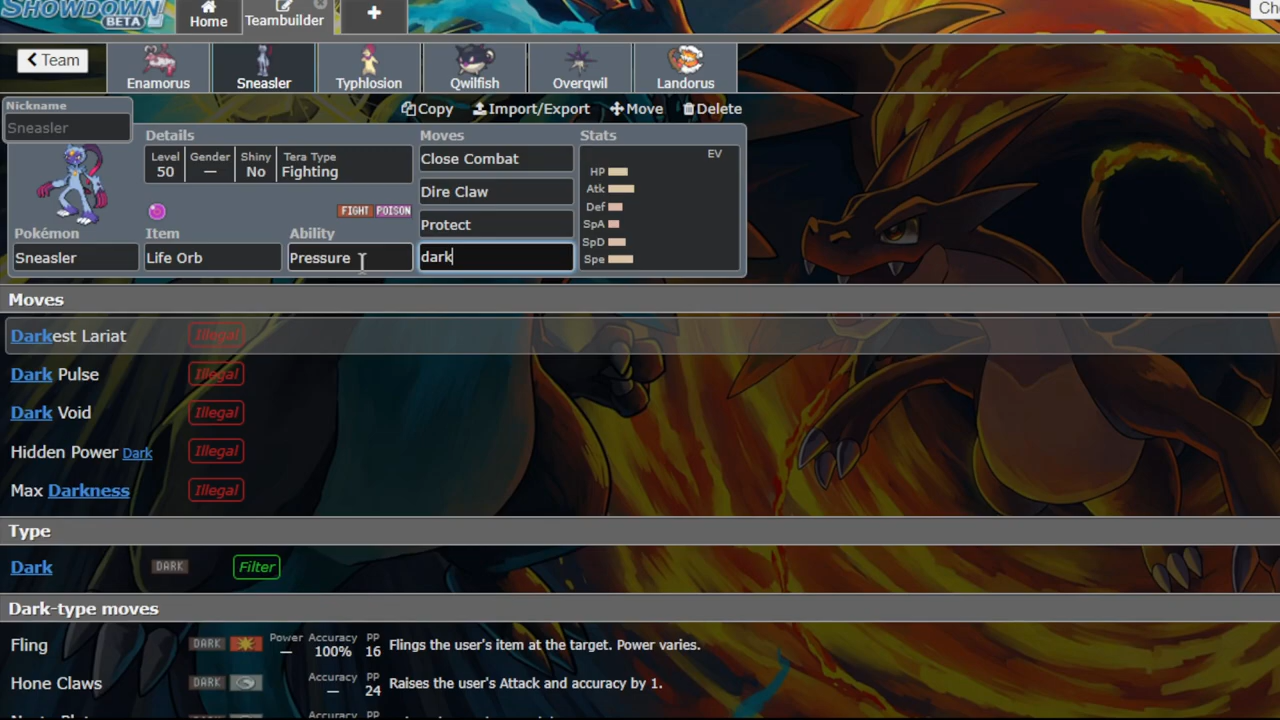 SHOWDOWN
BETA
Home
Teambuilder
+
Team
Enamorus
Sneasler
Typhlosion
Qwilfish
Overqwil
Landorus
Copy
Import/Export
Move
Delete
Nickname
Sneasler
Details
Level
50
Gender
—
Shiny
No
Tera Type
Fighting
FIGHT POISON
Pokémon
Sneasler
Item
Life Orb
Ability
Pressure
Moves
Close Combat
Dire Claw
Protect
dark
Stats
EV
HP
Atk
Def
SpA
SpD
Spe
Moves
Darkest Lariat Illegal
Dark Pulse Illegal
Dark Void Illegal
Hidden Power Dark Illegal
Max Darkness Illegal
Type
Dark DARK Filter
Dark-type moves
Fling DARK Power — Accuracy 100% PP 16 Flings the user's item at the target. Power varies.
Hone Claws DARK Accuracy — PP 24 Raises the user's Attack and accuracy by 1.
Accuracy PP